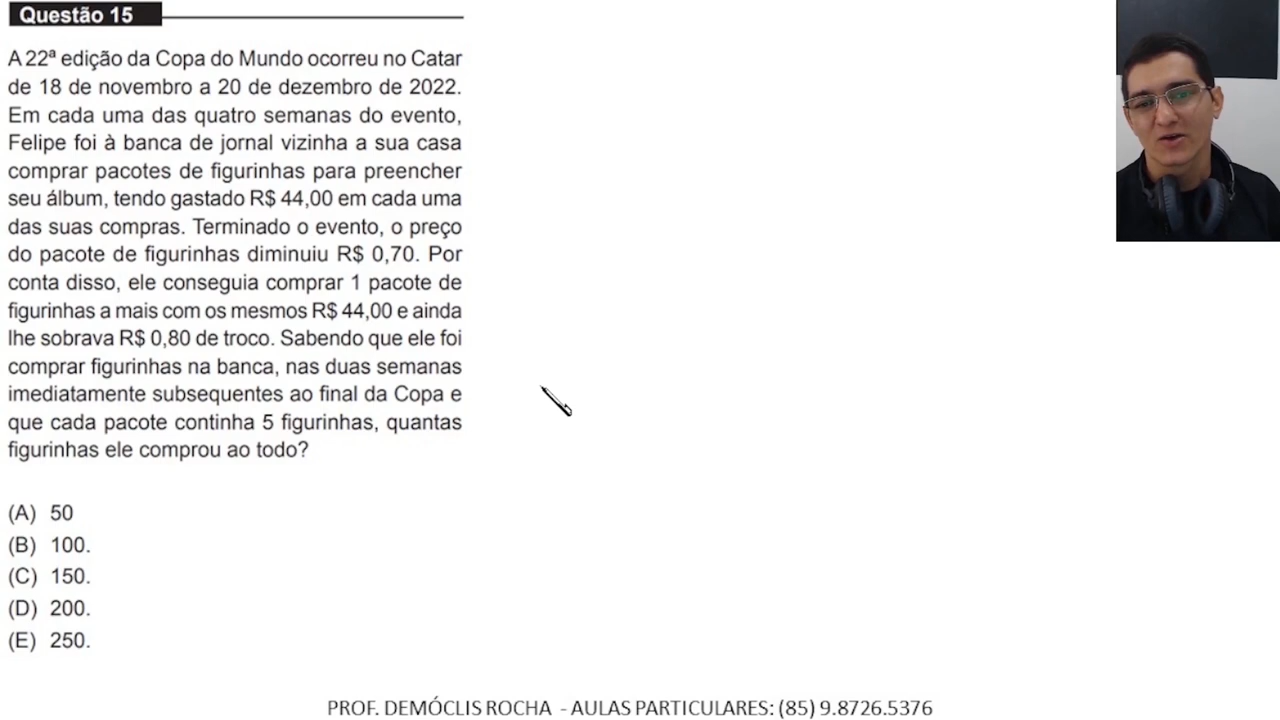 Questão 15
A 22ª edição da Copa do Mundo ocorreu no Catar
de 18 de novembro a 20 de dezembro de 2022.
Em cada uma das quatro semanas do evento,
Felipe foi à banca de jornal vizinha a sua casa
comprar pacotes de figurinhas para preencher
seu álbum, tendo gastado R$ 44,00 em cada uma
das suas compras. Terminado o evento, o preço
do pacote de figurinhas diminuiu R$ 0,70. Por
conta disso, ele conseguia comprar 1 pacote de
figurinhas a mais com os mesmos R$ 44,00 e ainda
lhe sobrava R$ 0,80 de troco. Sabendo que ele foi
comprar figurinhas na banca, nas duas semanas
imediatamente subsequentes ao final da Copa e
que cada pacote continha 5 figurinhas, quantas
figurinhas ele comprou ao todo?
(A) 50
(B) 100.
(C) 150.
(D) 200.
(E) 250.
PROF. DEMÓCLIS ROCHA - AULAS PARTICULARES: (85) 9.8726.5376